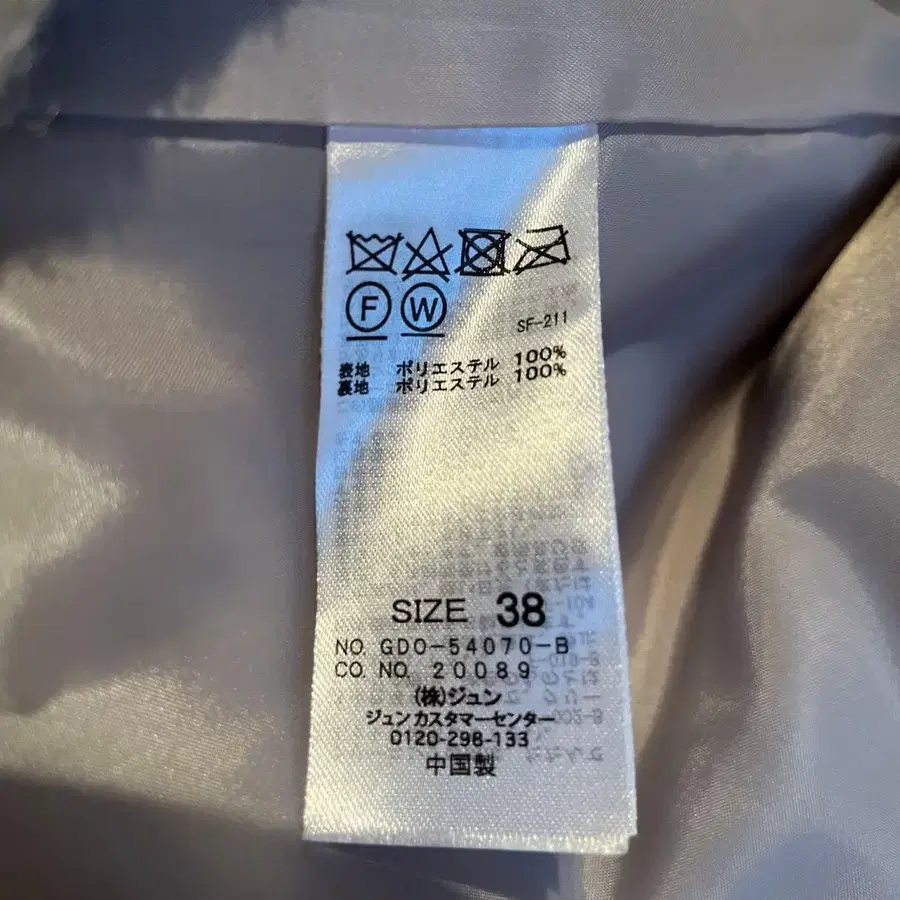 F W
SF-211
表地 ポリエステル 100%
裏地 ポリエステル 100%
SIZE 38
NO. GDO-54070-B
CO. NO. 20089
(株)ジュン
ジュンカスタマーセンター
0120-298-133
中国製